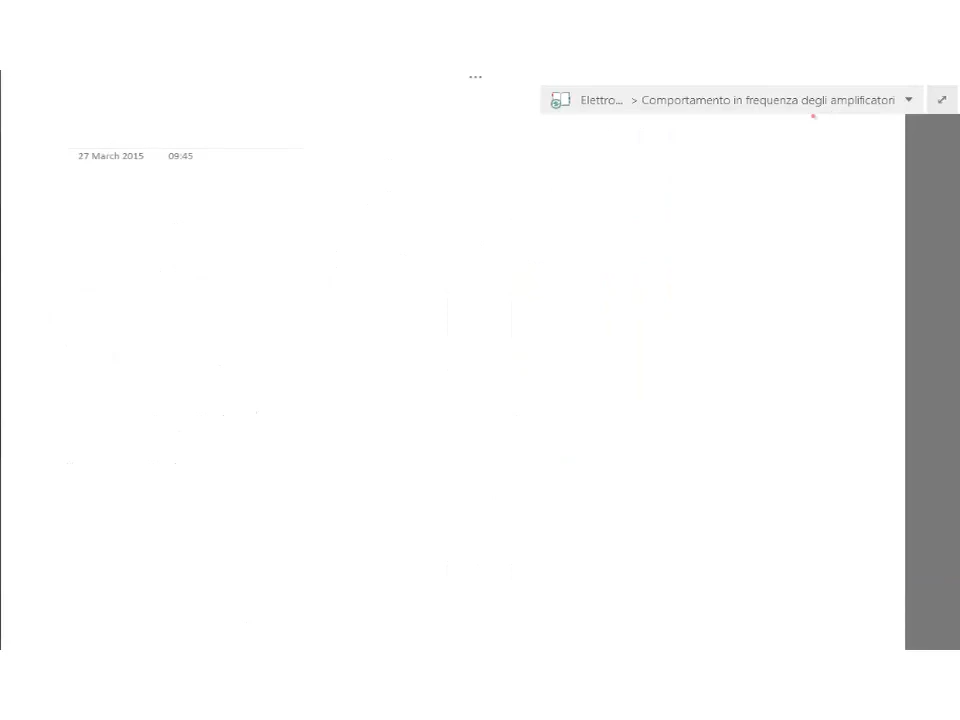 ...
Elettro... > Comportamento in frequenza degli amplificatori
27 March 2015 09:45